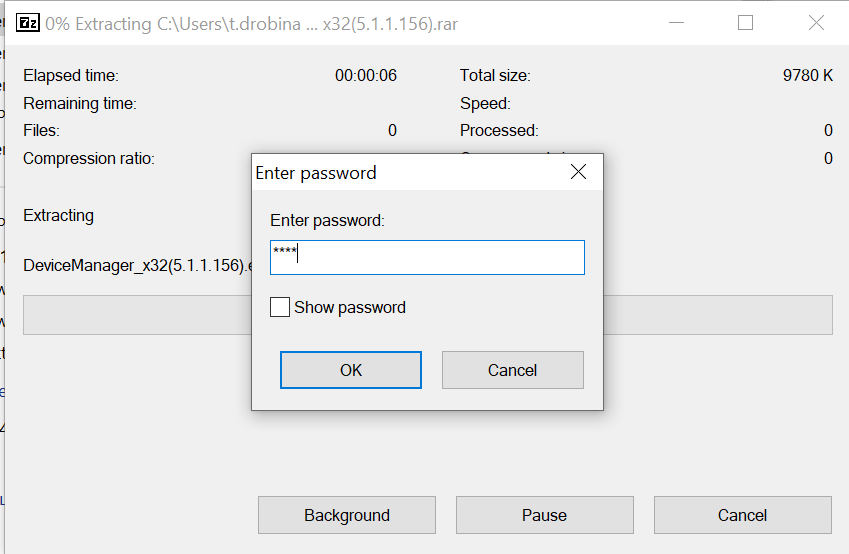 7z 0% Extracting C:\Users\t.drobina ... x32(5.1.1.156).rar
Elapsed time: 00:00:06 Total size: 9780 K
Remaining time: Speed:
Files: 0 Processed: 0
Compression ratio: 0
Enter password
Extracting
Enter password:
****
DeviceManager_x32(5.1.1.156).e
Show password
OK Cancel
Background Pause Cancel